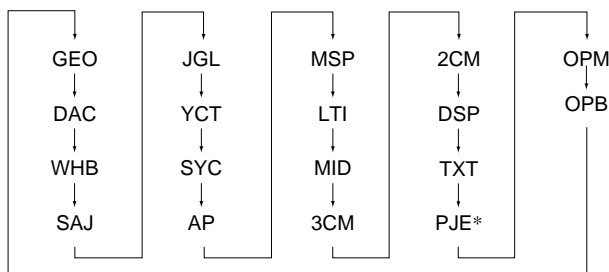 GEO
DAC
WHB
SAJ
JGL
YCT
SYC
AP
MSP
LTI
MID
3CM
2CM
DSP
TXT
PJE*
OPM
OPB